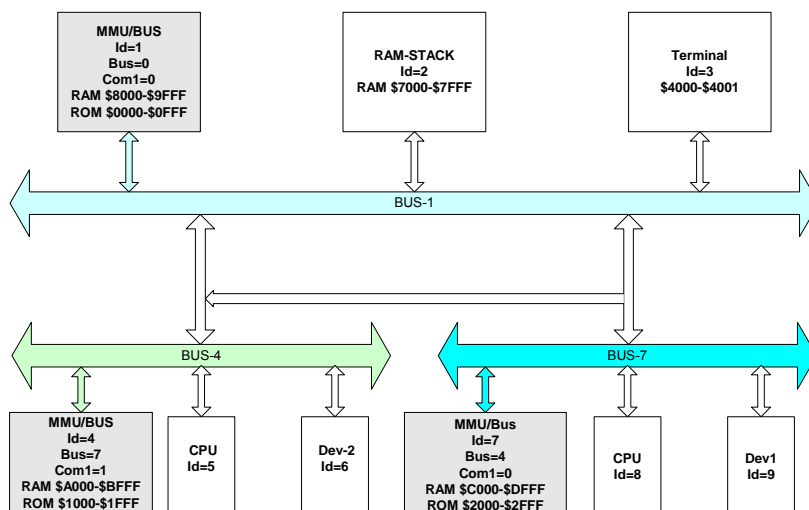 MMU/BUS
Id=1
Bus=0
Com1=0
RAM $8000-$9FFF
ROM $0000-$0FFF
RAM-STACK
Id=2
RAM $7000-$7FFF
Terminal
Id=3
$4000-$4001
BUS-1
BUS-4
BUS-7
MMU/BUS
Id=4
Bus=7
Com1=1
RAM $A000-$BFFF
ROM $1000-$1FFF
CPU
Id=5
Dev-2
Id=6
MMU/Bus
Id=7
Bus=4
Com1=0
RAM $C000-$DFFF
ROM $2000-$2FFF
CPU
Id=8
Dev1
Id=9